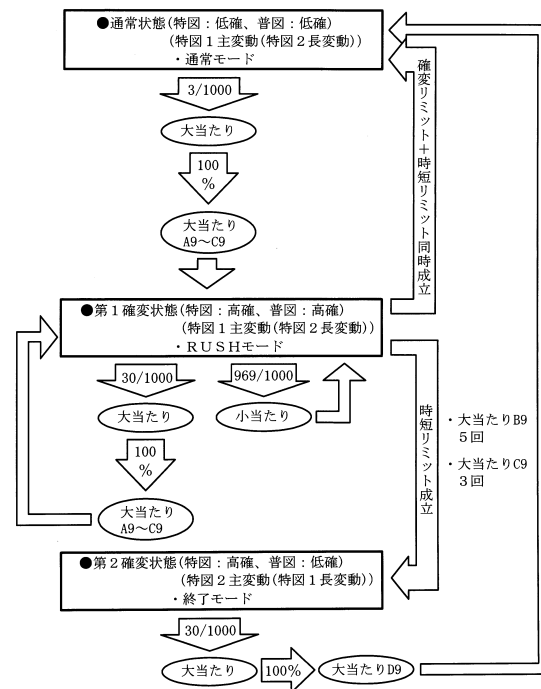 ●通常状態(特図：低確、普図：低確)
(特図１主変動(特図２長変動))
・通常モード
3/1000
大当たり
100
％
大当たり
A9～C9
確変リミット＋時短リミット同時成立
●第１確変状態(特図：高確、普図：高確)
(特図１主変動(特図２長変動))
・ＲＵＳＨモード
30/1000
969/1000
大当たり
小当たり
100
％
大当たり
A9～C9
時短リミット成立
・大当たりB9
５回
・大当たりC9
３回
●第２確変状態(特図：高確、普図：低確)
(特図２主変動(特図１長変動))
・終了モード
30/1000
大当たり
100%
大当たりD9